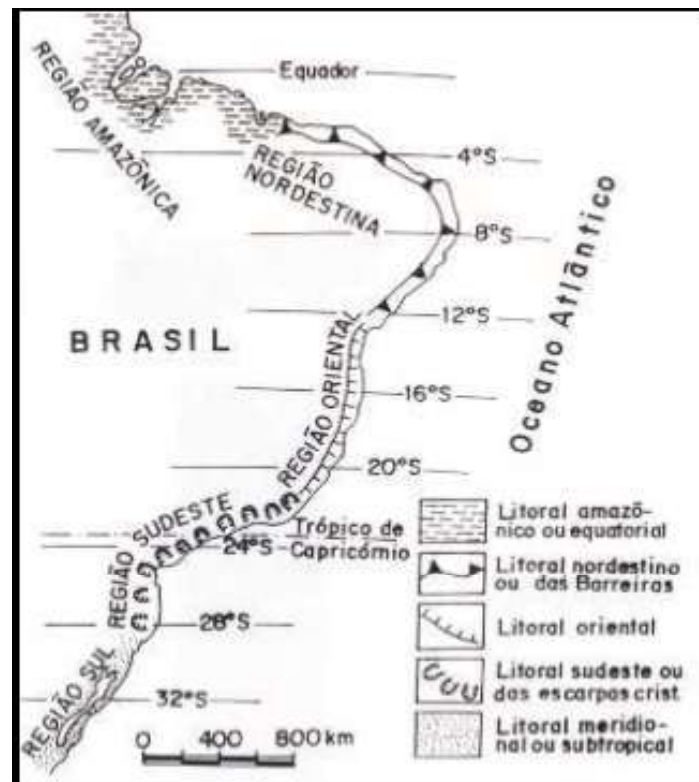 Equador
REGIÃO AMAZÔNICA
REGIÃO
NORDESTINA
4°S
8°S
Oceano Atlântico
12°S
BRASIL
REGIÃO ORIENTAL
16°S
20°S
REGIÃO SUDESTE
Trópico de
Capricórnio
24°S
28°S
REGIÃO SUL
32°S
0 400 800 km
Litoral amazô-
nico ou equatorial
Litoral nordestino
ou das Barreiras
Litoral oriental
Litoral sudeste ou
das escarpas crist.
Litoral meridio-
nal ou subtropical